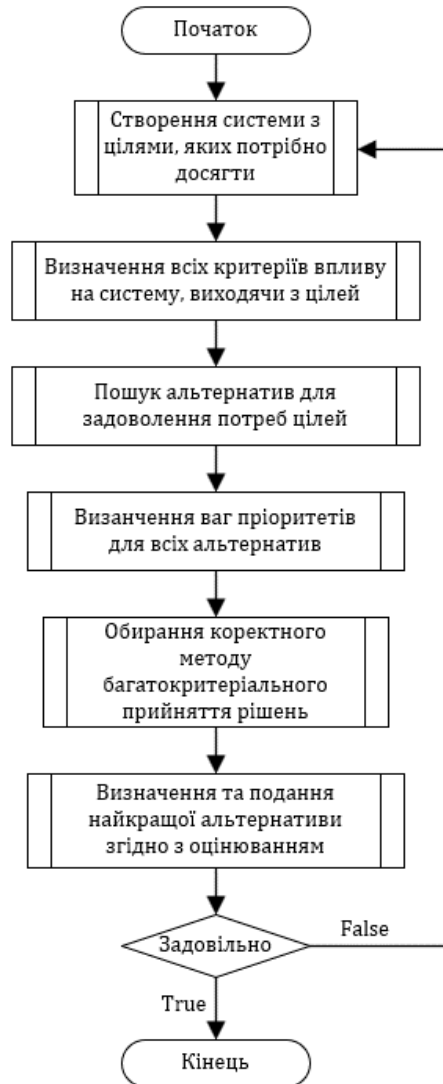 Початок
Створення системи з
цілями, яких потрібно
досягти
Визначення всіх критеріїв впливу
на систему, виходячи з цілей
Пошук альтернатив для
задоволення потреб цілей
Визанчення ваг пріоритетів
для всіх альтернатив
Обирання коректного
методу
багатокритеріального
прийняття рішень
Визначення та подання
найкращої альтернативи
згідно з оцінюванням
Задовільно
False
True
Кінець